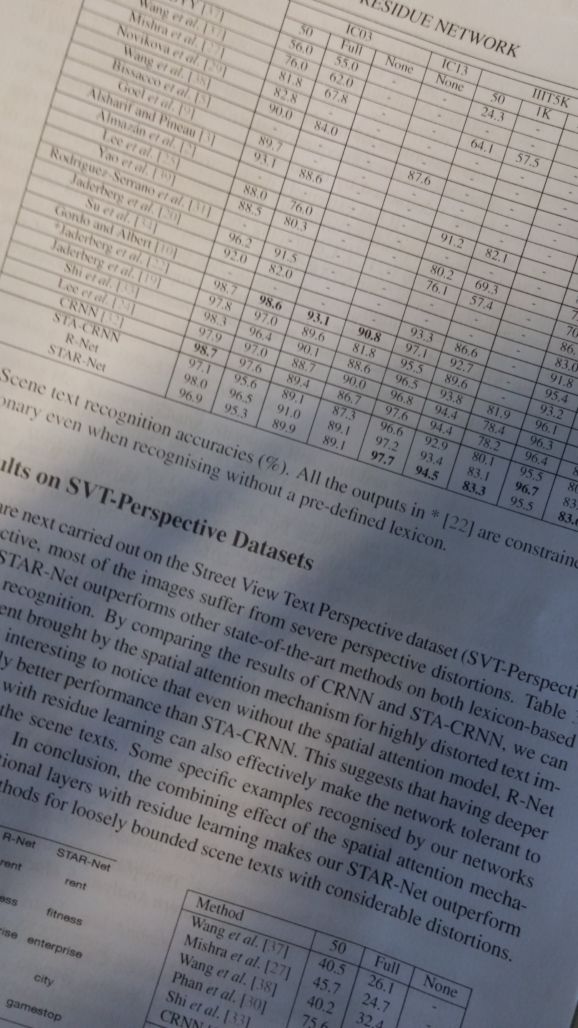 RESIDUE NETWORK
IC03 IC13 IIIT5K
50 Full None None 50 1K
Wang et al. [37] 56.0 55.0 - - 24.3
Mishra et al. 76.0 62.0 - -
Novikova et al. [29] 81.8 67.8 - - 64.1 57.5
Wang et al. [38] 82.8 - - -
Bissacco et al. [5] 90.0 84.0 - -
Goel et al. [9] - - - 87.6
Alsharif and Pineau [3] 89.7 - - -
Almazán et al. [2] 93.1 88.6 - -
Lee et al. [25] - - - - 91.2 82.1
Yao et al. [39] 88.0 76.0 - -
Rodriguez-Serrano et al. [31] 88.5 80.3 - - 80.2 69.3
Jaderberg et al. [20] - - - - 76.1 57.4
Su et al. [34] 96.2 91.5 - -
Gordo and Albert [10] 92.0 82.0 - -
*Jaderberg et al. [22] - - - - 93.3 86.6
Jaderberg et al. [19] 98.7 98.6 93.1 90.8 97.1 92.7 - 95.4
Shi et al. [33] 97.8 97.0 89.6 81.8 95.5 89.6 - 93.2
Lee et al. [24] 98.3 96.4 90.1 88.6 96.5 93.8 81.9 96.1
CRNN [32] 97.9 97.0 88.7 90.0 96.8 94.4 78.4 96.3
STA-CRNN 98.7 97.6 89.4 86.7 97.6 94.4 78.2 96.4
R-Net 97.1 95.6 89.1 87.3 96.6 92.9 80.1 95.5
STAR-Net 98.0 96.5 91.0 89.1 97.2 93.4 83.1 96.7
96.9 95.3 89.9 89.1 97.7 94.5 83.3 95.5 83.
Scene text recognition accuracies (%). All the outputs in * [22] are constraine
onary even when recognising without a pre-defined lexicon.
ults on SVT-Perspective Datasets
are next carried out on the Street View Text Perspective dataset (SVT-Perspecti
ctive, most of the images suffer from severe perspective distortions. Table
STAR-Net outperforms other state-of-the-art methods on both lexicon-based
recognition. By comparing the results of CRNN and STA-CRNN, we can
ent brought by the spatial attention mechanism for highly distorted text im-
interesting to notice that even without the spatial attention model, R-Net
ly better performance than STA-CRNN. This suggests that having deeper
with residue learning can also effectively make the network tolerant to
the scene texts. Some specific examples recognised by our networks
In conclusion, the combining effect of the spatial attention mecha-
tional layers with residue learning makes our STAR-Net outperform
thods for loosely bounded scene texts with considerable distortions.
R-Net STAR-Net
rent rent
ess fitness
ise enterprise
city
gamestop
Method 50 Full None
Wang et al. [37] 40.5 26.1 -
Mishra et al. [27] 45.7 24.7 -
Wang et al. [38] 40.2 32.4
Phan et al. [30] 75.6
Shi et al. [33]
CRNN